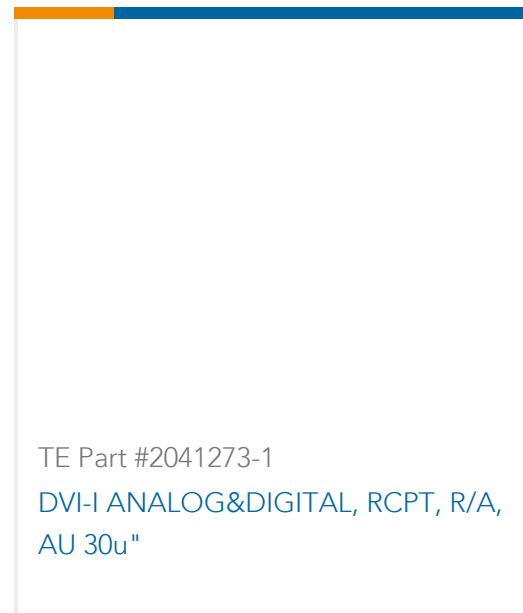 TE Part #2041273-1
DVI-I ANALOG&DIGITAL, RCPT, R/A,
AU 30u"